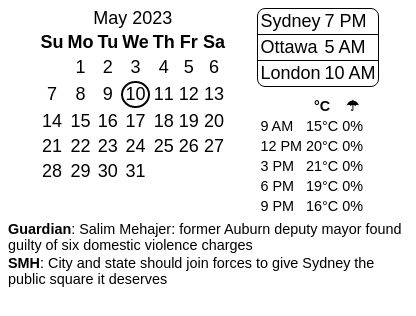 May 2023
Su Mo Tu We Th Fr Sa
1 2 3 4 5 6
7 8 9 10 11 12 13
14 15 16 17 18 19 20
21 22 23 24 25 26 27
28 29 30 31
Sydney 7 PM
Ottawa 5 AM
London 10 AM
°C ☂
9 AM 15°C 0%
12 PM 20°C 0%
3 PM 21°C 0%
6 PM 19°C 0%
9 PM 16°C 0%
Guardian: Salim Mehajer: former Auburn deputy mayor found
guilty of six domestic violence charges
SMH: City and state should join forces to give Sydney the
public square it deserves